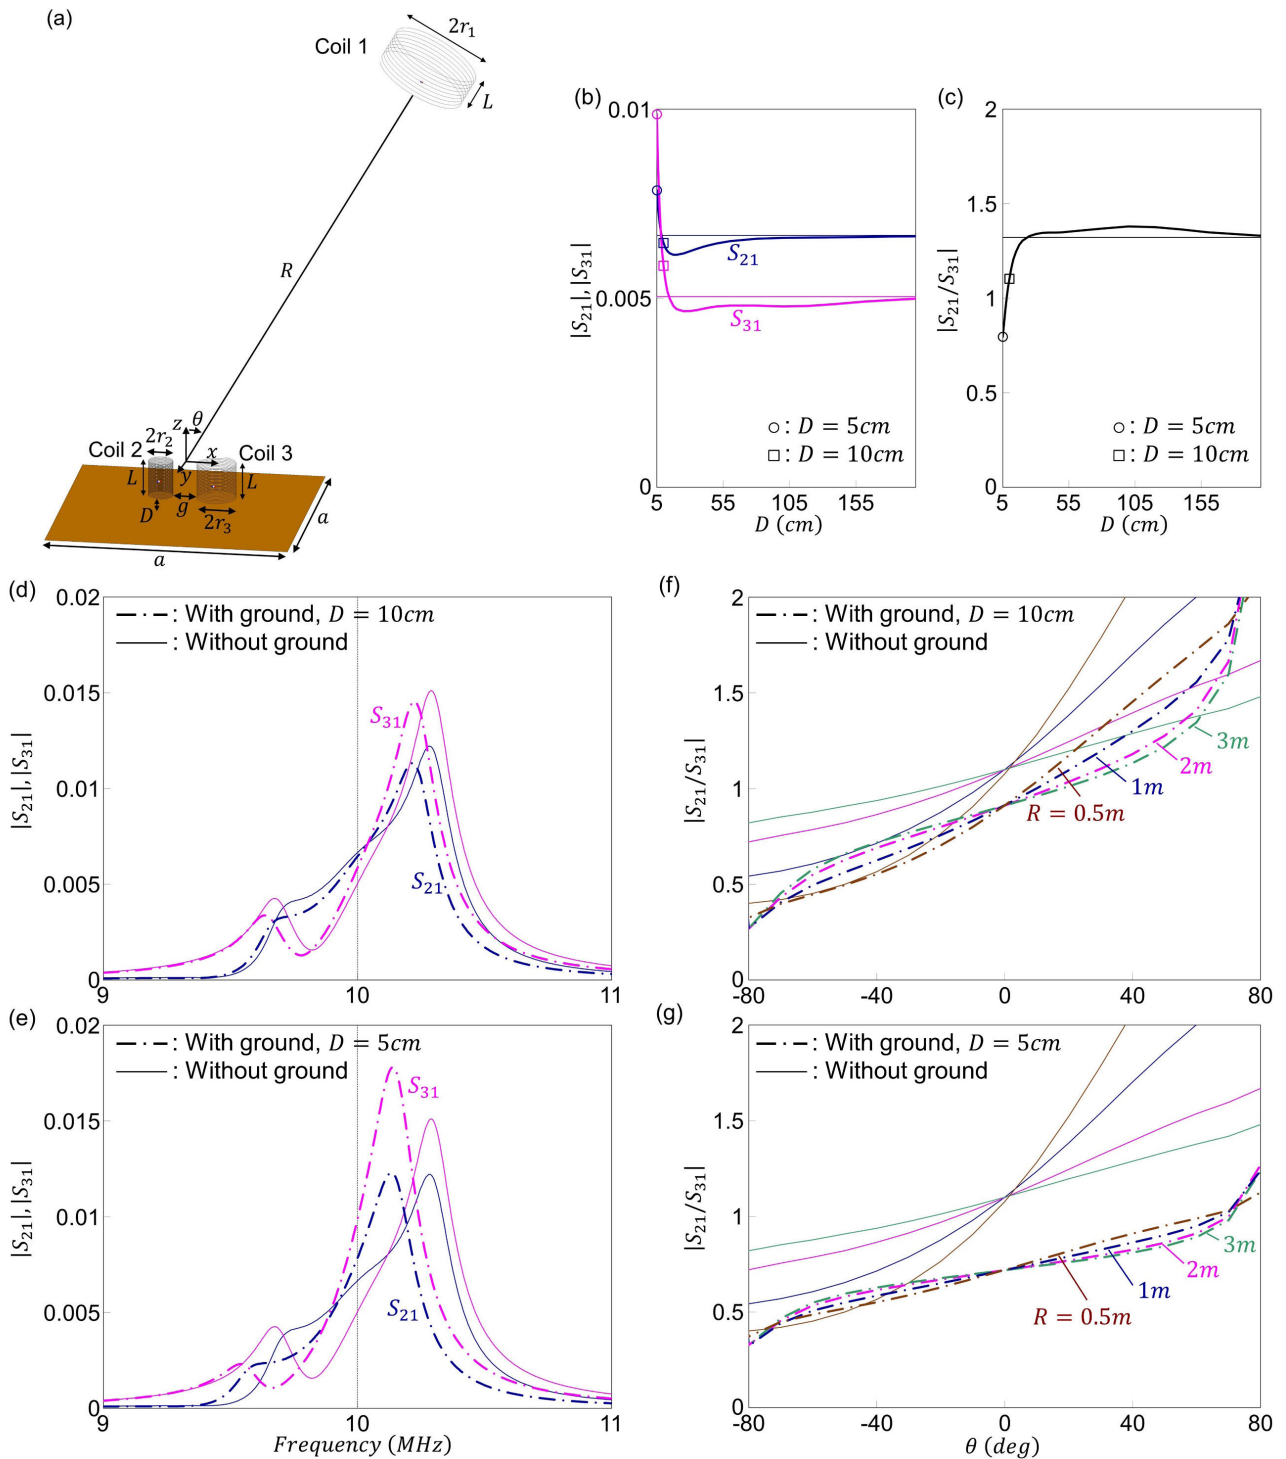 (a)
Coil 1
2r₁
L
R
z θ
Coil 2 2r₂ x Coil 3
L y L
D g 2r₃
a
a
(b)
0.01
0.005
0
|S₂₁|, |S₃₁|
S₂₁
S₃₁
○: D = 5cm
□: D = 10cm
5 55 105 155
D (cm)
(c)
2
1.5
1
0.5
0
|S₂₁/S₃₁|
○: D = 5cm
□: D = 10cm
5 55 105 155
D (cm)
(d)
0.02
0.015
0.01
0.005
0
|S₂₁|, |S₃₁|
: With ground, D = 10cm
: Without ground
S₃₁
S₂₁
9 10 11
(e)
0.02
0.015
0.01
0.005
0
|S₂₁|, |S₃₁|
: With ground, D = 5cm
: Without ground
S₃₁
S₂₁
9 10 11
Frequency (MHz)
(f)
2
1.5
1
0.5
0
|S₂₁/S₃₁|
: With ground, D = 10cm
: Without ground
3m
2m
1m
R = 0.5m
-80 -40 0 40 80
(g)
2
1.5
1
0.5
0
|S₂₁/S₃₁|
: With ground, D = 5cm
: Without ground
3m
2m
1m
R = 0.5m
-80 -40 0 40 80
θ (deg)